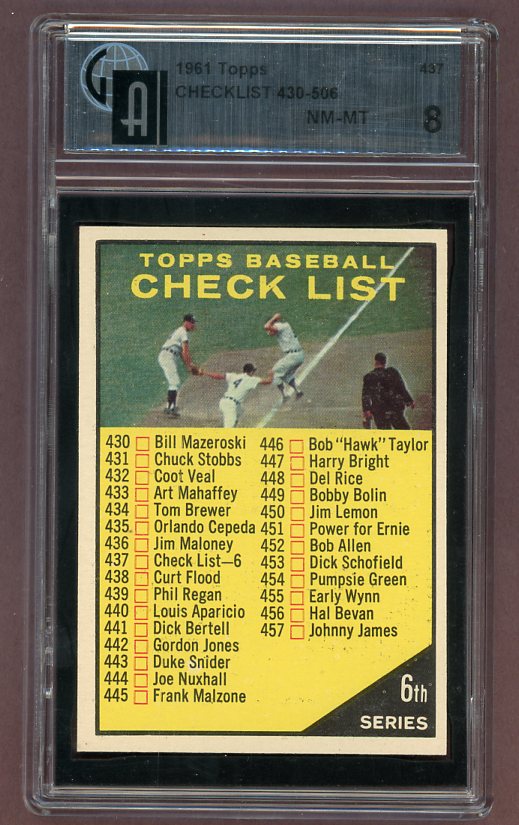 1961 Topps 437
CHECKLIST 430-506
NM-MT 8
G
A
TOPPS BASEBALL
CHECK LIST
4
430 Bill Mazeroski
431 Chuck Stobbs
432 Coot Veal
433 Art Mahaffey
434 Tom Brewer
435. Orlando Cepeda
436 Jim Maloney
437 Check List—6
438 Curt Flood
439 Phil Regan
440 Louis Aparicio
441 Dick Bertell
442 Gordon Jones
443 Duke Snider
444 Joe Nuxhall
445 Frank Malzone
446 Bob "Hawk" Taylor
447 Harry Bright
448 Del Rice
449 Bobby Bolin
450 Jim Lemon
451 Power for Ernie
452 Bob Allen
453 Dick Schofield
454 Pumpsie Green
455 Early Wynn
456 Hal Bevan
457 Johnny James
6th
SERIES